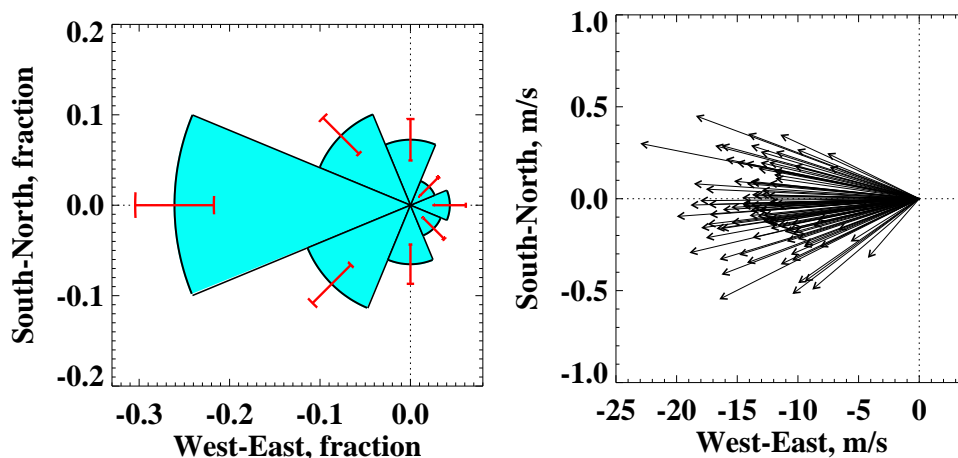 0.2
0.1
0.0
-0.1
-0.2
South-North, fraction
-0.3 -0.2 -0.1 0.0
West-East, fraction
1.0
0.5
0.0
-0.5
-1.0
South-North, m/s
-25 -20 -15 -10 -5 0
West-East, m/s